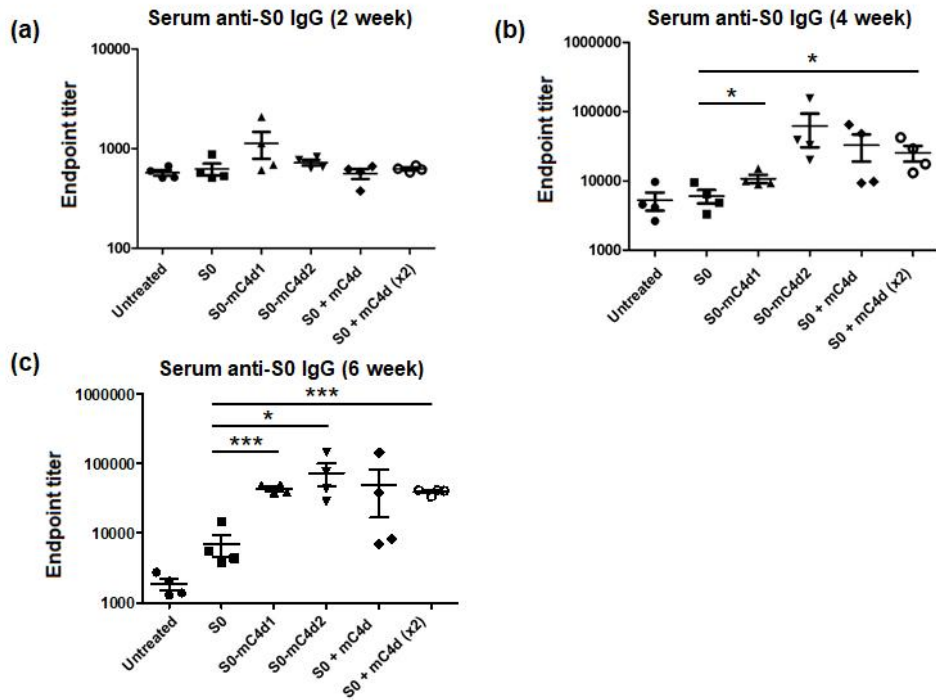 (a)
Serum anti-S0 IgG (2 week)
Endpoint titer
10000
1000
100
Untreated
S0
S0-mC4d1
S0-mC4d2
S0 + mC4d
S0 + mC4d (x2)
(b)
Serum anti-S0 IgG (4 week)
Endpoint titer
1000000
100000
10000
1000
*
*
Untreated
S0
S0-mC4d1
S0-mC4d2
S0 + mC4d
S0 + mC4d (x2)
(c)
Serum anti-S0 IgG (6 week)
Endpoint titer
1000000
100000
10000
1000
***
*
***
Untreated
S0
S0-mC4d1
S0-mC4d2
S0 + mC4d
S0 + mC4d (x2)